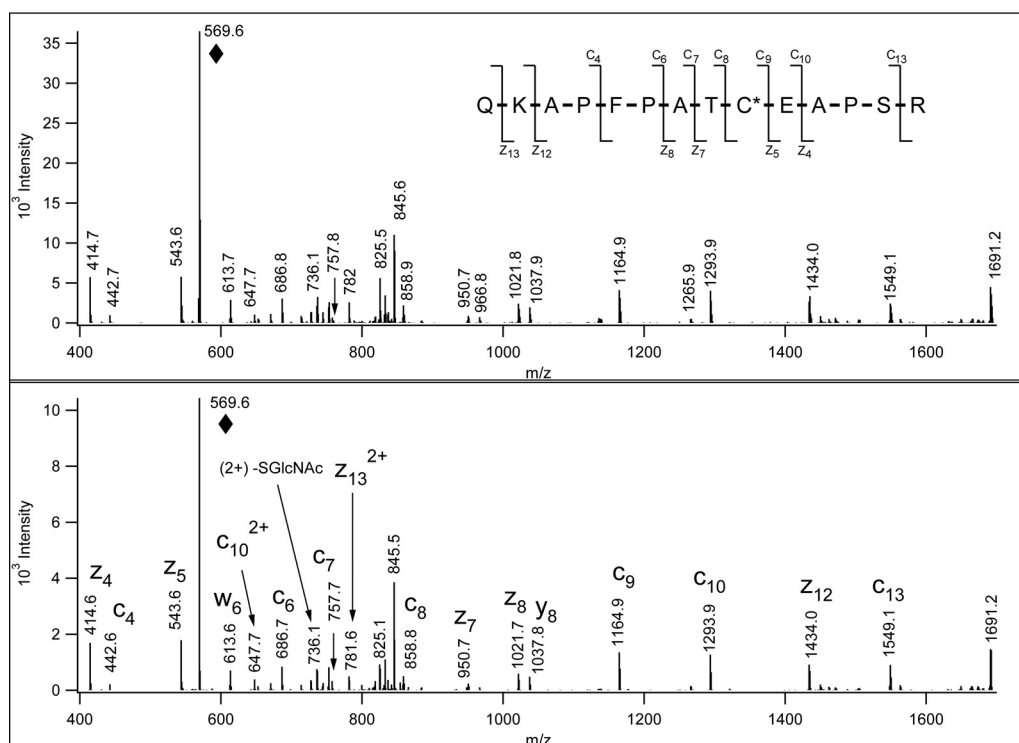 569.6
35
30
25
20
15
10
5
0
10³ Intensity
c4 c6 c7 c8 c9 c10 c13
Q K A P F P A T C* E A P S R
z13 z12 z8 z7 z5 z4
414.7
442.7
543.6
613.7
647.7
686.8
736.1
757.8
782
825.5
845.6
858.9
950.7
966.8
1021.8
1037.9
1164.9
1265.9
1293.9
1434.0
1549.1
1691.2
400 600 800 1000 1200 1400 1600
m/z
569.6
10
8
6
4
2
0
10³ Intensity
(2+) -SGlcNAc
z13 2+
c10 2+
z4
414.6
c4
442.6
z5
543.6
w6
613.6
647.7
c6
686.7
736.1
c7
757.7
781.6
825.1
845.5
c8
858.8
z7
950.7
z8
1021.7
y8
1037.8
c9
1164.9
c10
1293.9
z12
1434.0
c13
1549.1
1691.2
400 600 800 1000 1200 1400 1600
m/z